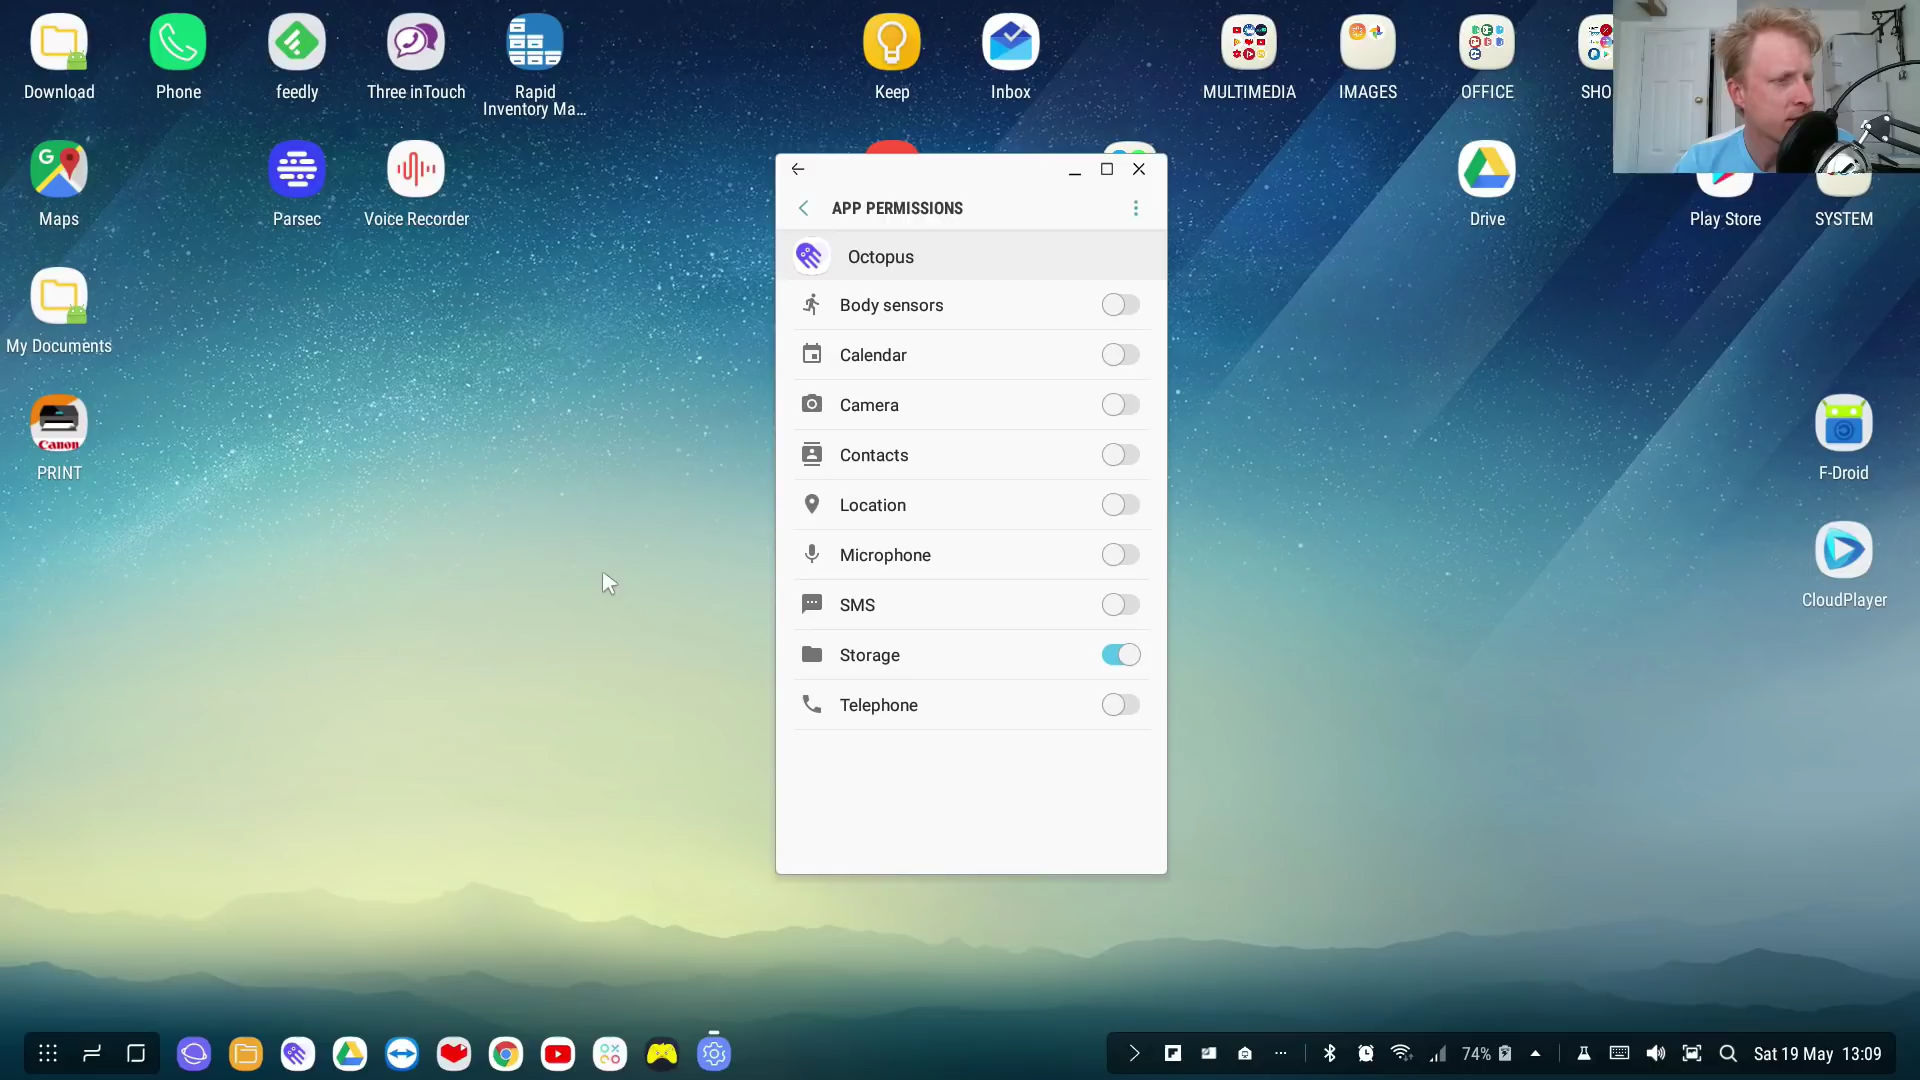 Download
Phone
feedly
Three inTouch
Rapid
Inventory Ma...
Keep
Inbox
MULTIMEDIA
IMAGES
OFFICE
SHO
Maps
Parsec
Voice Recorder
Drive
Play Store
SYSTEM
My Documents
Canon
PRINT
F-Droid
CloudPlayer
APP PERMISSIONS
Octopus
Body sensors
Calendar
Camera
Contacts
Location
Microphone
SMS
Storage
Telephone
74%
Sat 19 May 13:09